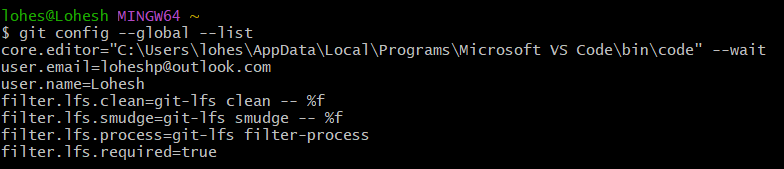 lohes@Lohesh MINGW64 ~
$ git config --global --list
core.editor="C:\Users\lohes\AppData\Local\Programs\Microsoft VS Code\bin\code" --wait
user.email=loheshp@outlook.com
user.name=Lohesh
filter.lfs.clean=git-lfs clean -- %f
filter.lfs.smudge=git-lfs smudge -- %f
filter.lfs.process=git-lfs filter-process
filter.lfs.required=true